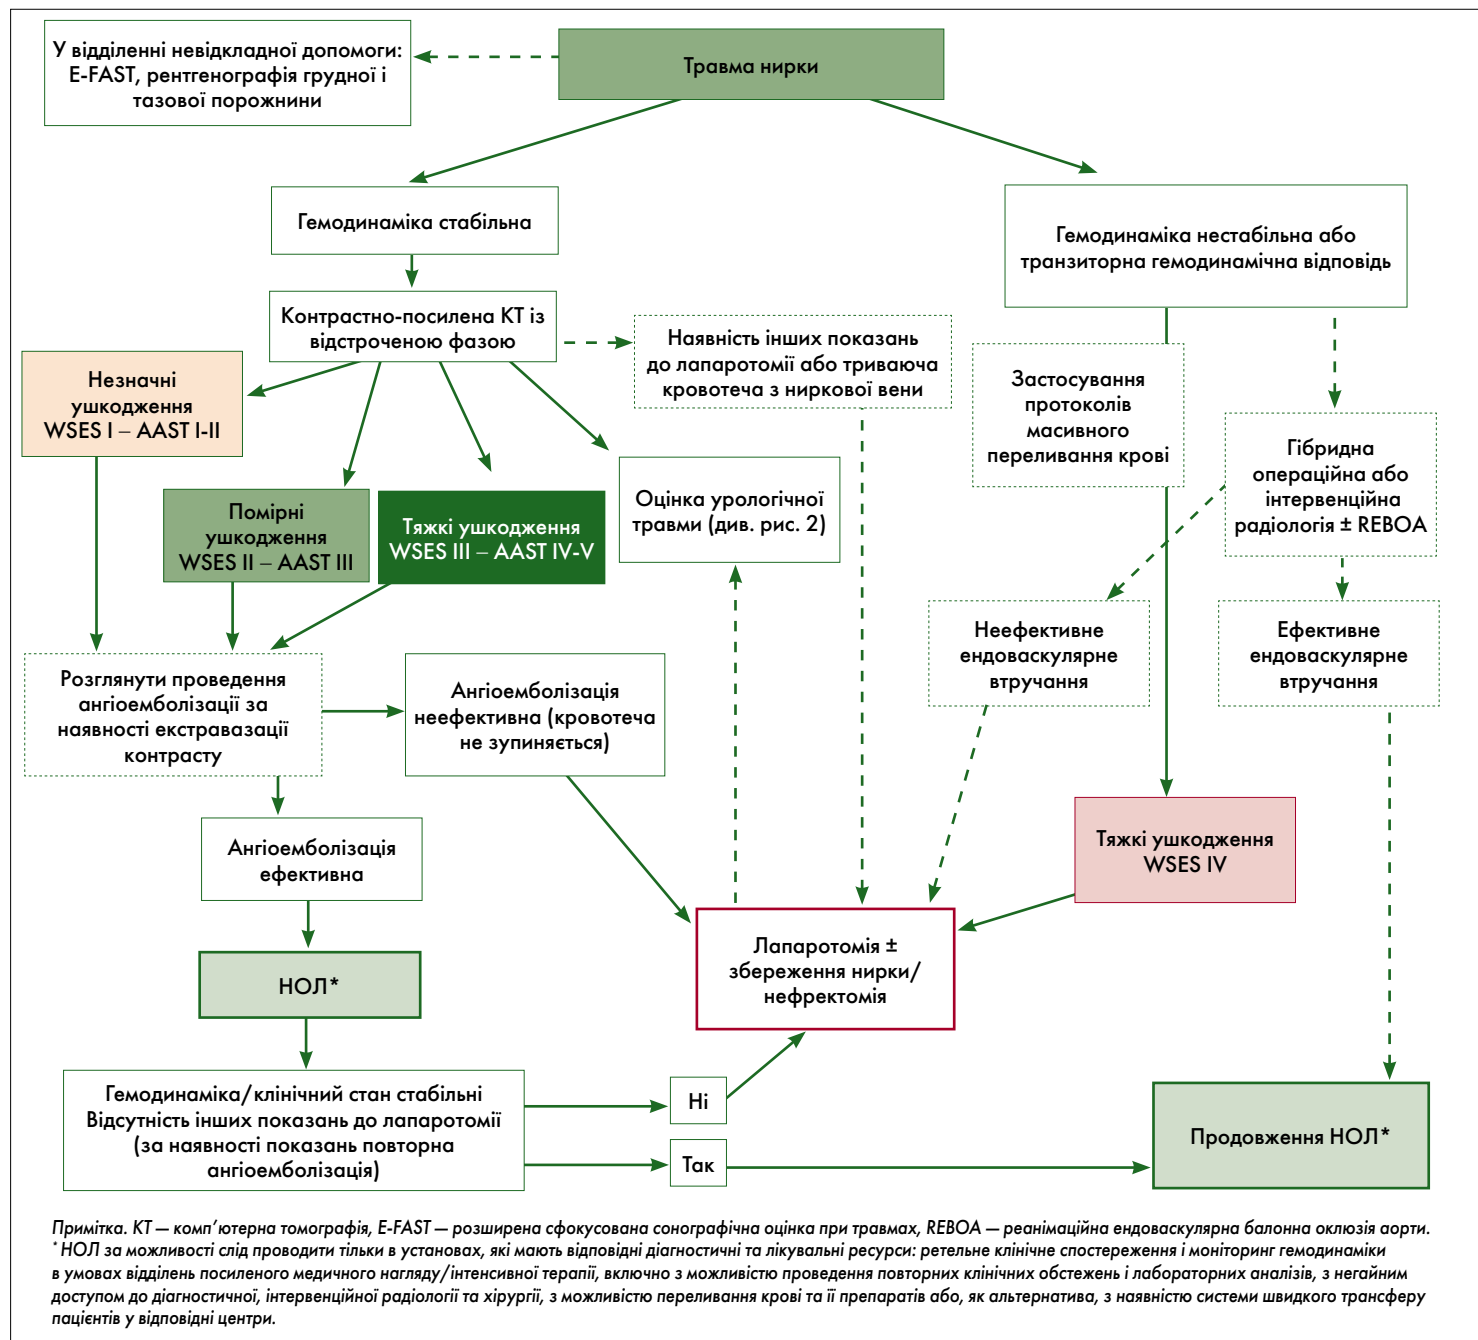 У відділенні невідкладної допомоги:
E-FAST, рентгенографія грудної і
тазової порожнини
Травма нирки
Гемодинаміка стабільна
Гемодинаміка нестабільна або
транзиторна гемодинамічна відповідь
Контрастно-посилена КТ із
відстроченою фазою
Наявність інших показань
до лапаротомії або триваюча
кровотеча з ниркової вени
Застосування
протоколів
масивного
переливання крові
Незначні
ушкодження
WSES I – AAST I-II
Гібридна
операційна або
інтервенційна
радіологія ± REBOA
Помірні
ушкодження
WSES II – AAST III
Тяжкі ушкодження
WSES III – AAST IV-V
Оцінка урологічної
травми (див. рис. 2)
Неефективне
ендоваскулярне
втручання
Ефективне
ендоваскулярне
втручання
Розглянути проведення
ангіоемболізації за
наявності екстравазації
контрасту
Ангіоемболізація
неефективна (кровотеча
не зупиняється)
Ангіоемболізація
ефективна
Тяжкі ушкодження
WSES IV
НОЛ*
Лапаротомія ±
збереження нирки/
нефректомія
Гемодинаміка/клінічний стан стабільні
Відсутність інших показань до лапаротомії
(за наявності показань повторна
ангіоемболізація)
Ні
Так
Продовження НОЛ*
Примітка. КТ — комп’ютерна томографія, E-FAST — розширена сфокусована сонографічна оцінка при травмах, REBOA — реанімаційна ендоваскулярна балонна оклюзія аорти.
* НОЛ за можливості слід проводити тільки в установах, які мають відповідні діагностичні та лікувальні ресурси: ретельне клінічне спостереження і моніторинг гемодинаміки
в умовах відділень посиленого медичного нагляду/інтенсивної терапії, включно з можливістю проведення повторних клінічних обстежень і лабораторних аналізів, з негайним
доступом до діагностичної, інтервенційної радіології та хірургії, з можливістю переливання крові та її препаратів або, як альтернатива, з наявністю системи швидкого трансферу
пацієнтів у відповідні центри.